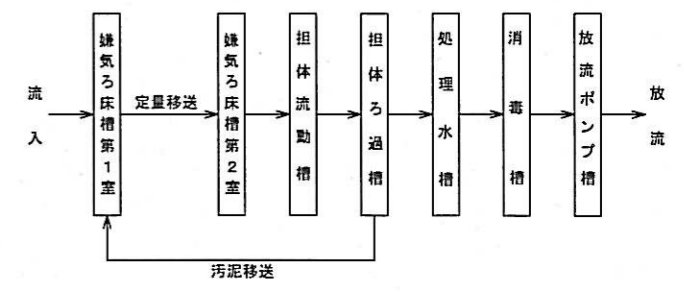 流入
嫌気ろ床槽第1室
定量移送
嫌気ろ床槽第2室
担体流動槽
担体ろ過槽
処理水槽
消毒槽
放流ポンプ槽
放流
汚泥移送